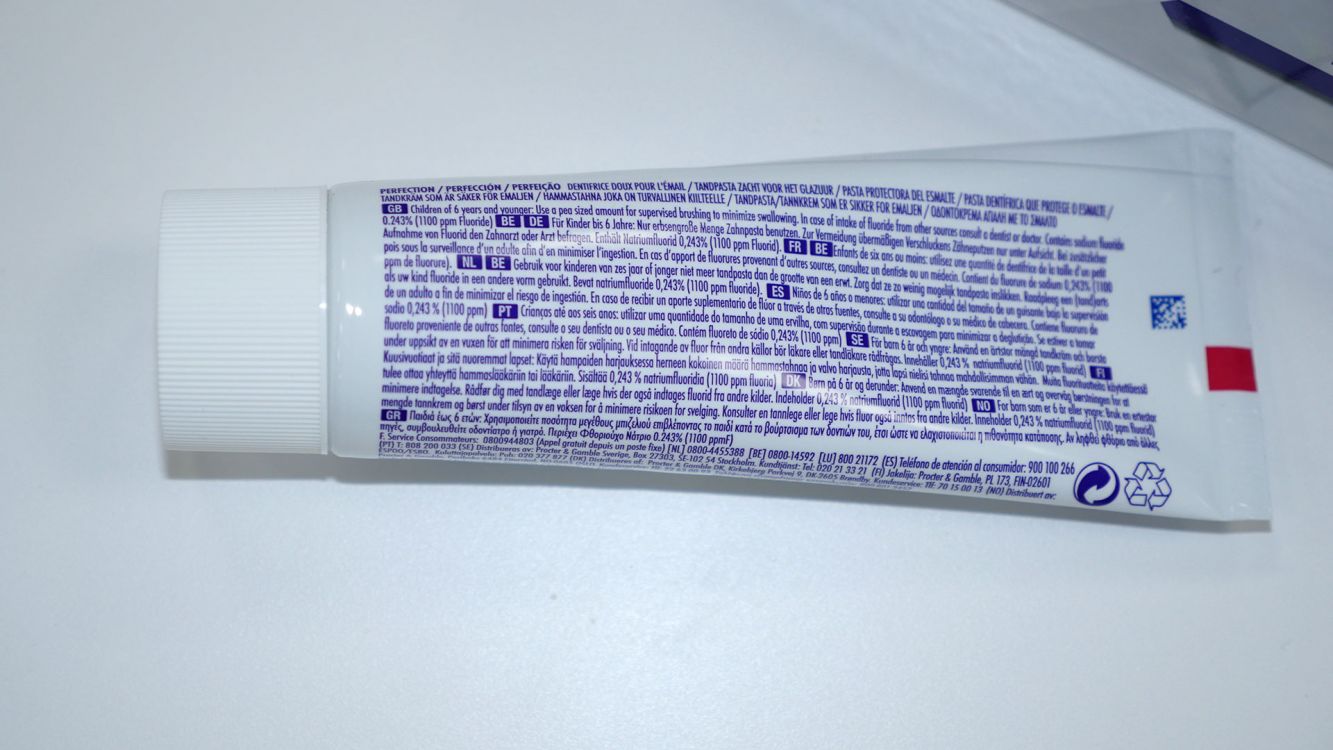 PERFECTION / PERFECCIÓN / PERFEIÇÃO DENTIFRICE DOUX POUR L'ÉMAIL / TANDPASTA ZACHT VOOR HET GLAZUUR / PASTA PROTECTORA DEL ESMALTE / PASTA DENTÍFRICA QUE PROTEGE O ESMALTE /
TANDKRÄM SOM ÄR SÄKER FÖR EMALJEN / HAMMASTAHNA JOKA ON TURVALLINEN KIILTEELLE / TANDPASTA/TANNKREM SOM ER SIKKER FOR EMALJEN / ΟΔΟΝΤΟΚΡΕΜΑ ΑΠΑΛΗ ΜΕ ΤΟ ΣΜΑΛΤΟ
GB Children of 6 years and younger: Use a pea sized amount for supervised brushing to minimize swallowing. In case of intake of fluoride from other sources consult a dentist or doctor. Contains sodium fluoride
0.243% (1100 ppm Fluoride) BE DE Für Kinder bis 6 Jahre: Nur erbsengroße Menge Zahnpasta benutzen. Zur Vermeidung übermäßigen Verschluckens Zähneputzen nur unter Aufsicht. Bei zusätzlicher
Aufnahme von Fluorid den Zahnarzt oder Arzt befragen. Enthält Natriumfluorid 0,243% (1100 ppm Fluorid). FR BE Enfants de six ans ou moins: utilisez une quantité de dentifrice de la taille d'un petit
pois sous la surveillance d'un adulte afin d'en minimiser l'ingestion. En cas d'apport de fluorures provenant d'autres sources, consultez un dentiste ou un médecin. Contient du fluorure de sodium 0,243% (1100
ppm de fluorure). NL BE Gebruik voor kinderen van zes jaar of jonger niet meer tandpasta dan de grootte van een erwt. Zorg dat ze zo weinig mogelijk tandpasta inslikken. Raadpleeg een (tand)arts
als uw kind fluoride in een andere vorm gebruikt. Bevat natriumfluoride 0,243% (1100 ppm fluoride). ES Niños de 6 años o menores: utilizar una cantidad del tamaño de un guisante bajo la supervisión
de un adulto a fin de minimizar el riesgo de ingestión. En caso de recibir un aporte suplementario de flúor a través de otras fuentes, consulte a su odontólogo o su médico de cabecera. Contiene fluoruro de
sodio 0,243 % (1100 ppm) PT Crianças até aos seis anos: utilizar uma quantidade do tamanho de uma ervilha, com supervisão durante a escovagem para minimizar a deglutição. Se estiver a tomar
fluoreto proveniente de outras fontes, consulte o seu dentista ou o seu médico. Contém fluoreto de sódio 0,243% (1100 ppm) SE För barn 6 år och yngre: Använd en ärtstor mängd tandkräm och borsta
under uppsikt av en vuxen för att minimera risken för sväljning. Vid intagande av fluor från andra källor bör läkare eller tandläkare rådfrågas. Innehåller 0,243 % natriumfluorid (1100 ppm fluorid) FI
Kuusivuotiaat ja sitä nuoremmat lapset: Käytä hampaiden harjauksessa herneen kokoinen määrä hammastahnaa ja valvo harjausta, jotta lapsi nielisi tahnaa mahdollisimman vähän. Muita fluorituotteita käytettäessä
tulee ottaa yhteyttä hammaslääkäriin tai lääkäriin. Sisältää 0,243 % natriumfluoridia (1100 ppm fluoria) DK Børn på 6 år og derunder: Anvend en mængde svarende til en ært og overvåg børstningen for at
minimere indtagelse. Rådfør dig med tandlæge eller læge hvis der også indtages fluorid fra andre kilder. Indeholder 0,243 % natriumfluorid (1100 ppm fluorid) NO For barn som er 6 år eller yngre: Bruk en ertestor
mengde tannkrem og børst under tilsyn av en voksen for å minimere risikoen for svelging. Konsulter en tannlege eller lege hvis fluor også inntas fra andre kilder. Inneholder 0,243 % natriumfluorid (1100 ppm fluorid)
GR Παιδιά έως 6 ετών: Χρησιμοποιείτε ποσότητα μεγέθους μπιζελιού επιβλέποντας το παιδί κατά το βούρτσισμα των δοντιών του, έτσι ώστε να ελαχιστοποιείται η πιθανότητα κατάποσης. Αν ληφθεί φθόριο από άλλες
πηγές, συμβουλευθείτε οδοντίατρο ή γιατρό. Περιέχει Φθοριούχο Νάτριο 0.243% (1100 ppmF)
F. Service Consommateurs: 0800944803 (Appel gratuit depuis un poste fixe) [NL] 0800-4455388 [BE] 0800-14592 [LU] 800 21172 (ES) Teléfono de atención al consumidor: 900 100 266
(PT) T: 808 200 033 (SE) Distribueras av: Procter & Gamble Sverige, Box 27303, SE-102 54 Stockholm. Kundtjänst: Tel: 020 21 33 21 (FI) Jakelija: Procter & Gamble, PL 173, FIN-02601
ESPOO/ESBO. Kuluttajapalvelu: Puh: 020 377 877 (DK) Distribueres af: Procter & Gamble DK, Kirkebjerg Parkvej 9, DK-2605 Brøndby. Kundeservice: Tlf: 70 15 00 13 (NO) Distribuert av: